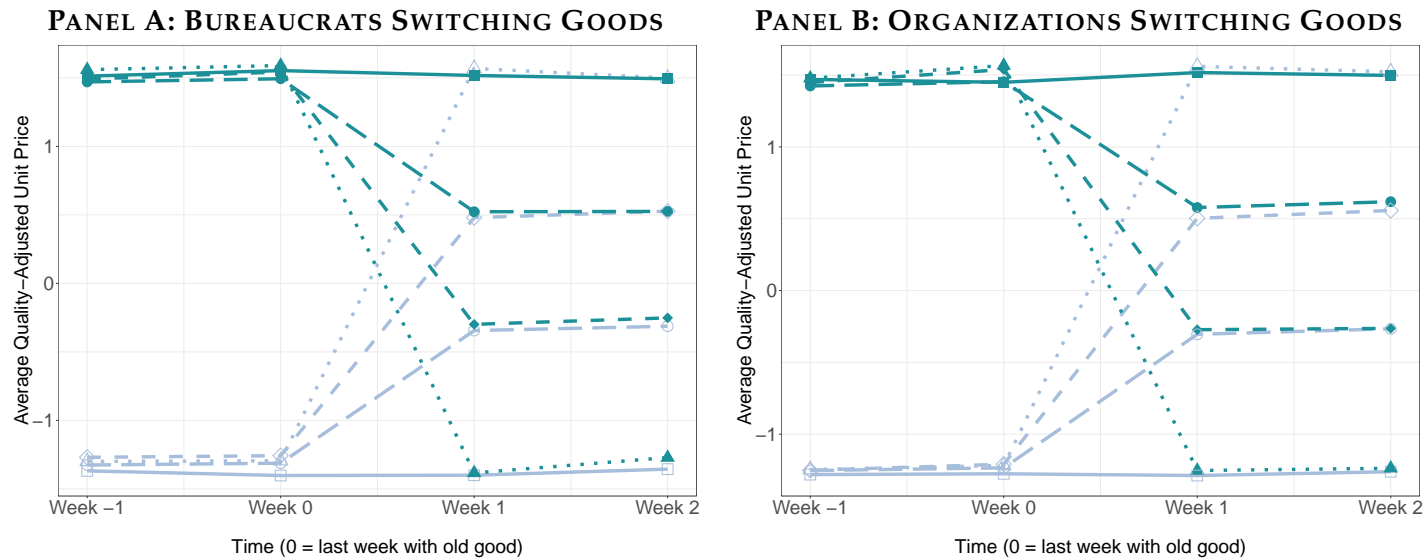 PANEL A: BUREAUCRATS SWITCHING GOODS
Average Quality−Adjusted Unit Price
1
0
−1
Week −1 Week 0 Week 1 Week 2
Time (0 = last week with old good)
PANEL B: ORGANIZATIONS SWITCHING GOODS
Average Quality−Adjusted Unit Price
1
0
−1
Week −1 Week 0 Week 1 Week 2
Time (0 = last week with old good)